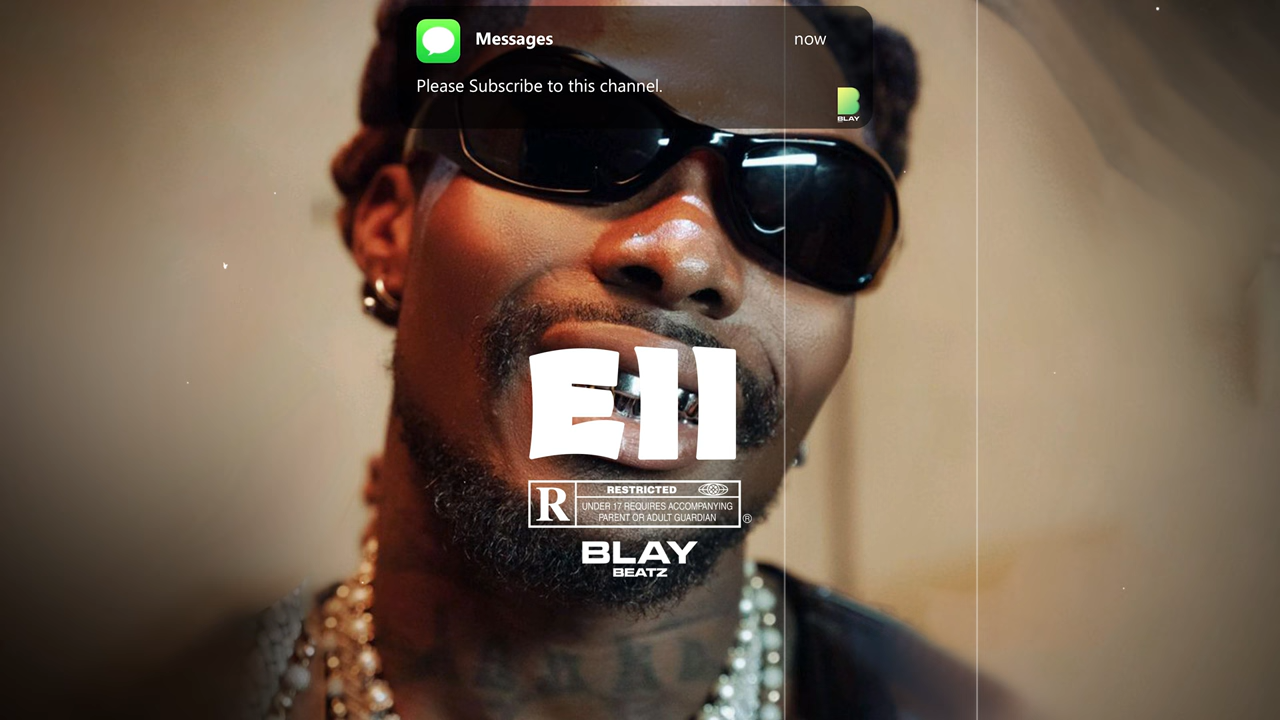 Messages now
Please Subscribe to this channel.
BLAY
Ell
R RESTRICTED
UNDER 17 REQUIRES ACCOMPANYING
PARENT OR ADULT GUARDIAN
®
BLAY
BEATZ